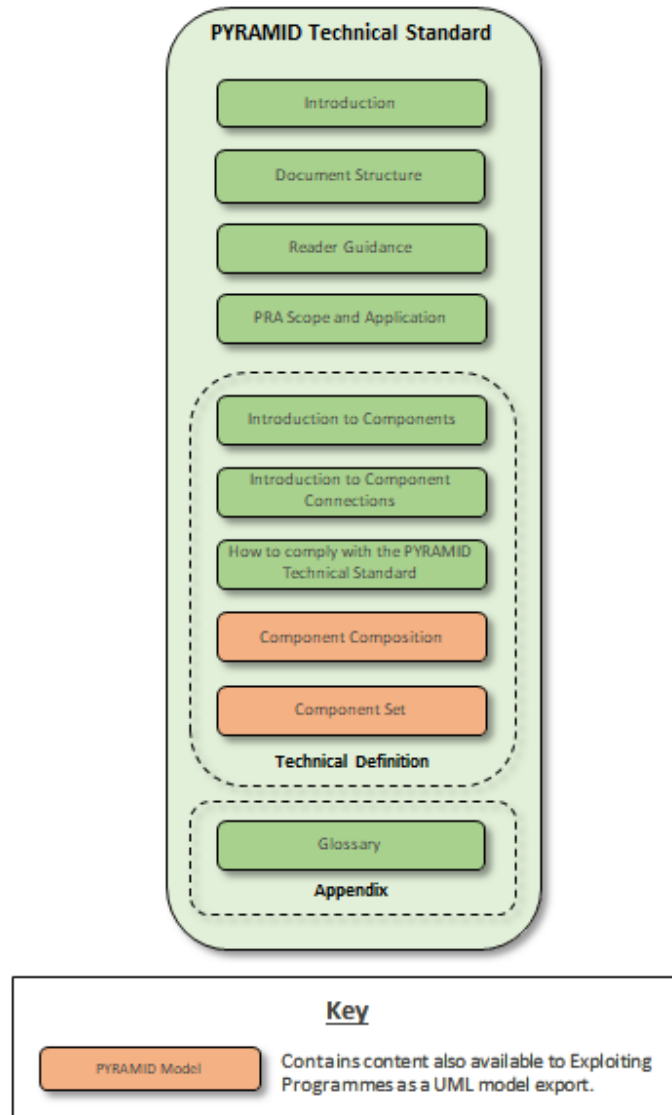 PYRAMID Technical Standard
Introduction
Document Structure
Reader Guidance
PRA Scope and Application
Introduction to Components
Introduction to Component
Connections
How to comply with the PYRAMID
Technical Standard
Component Composition
Component Set
Technical Definition
Glossary
Appendix
Key
PYRAMID Model
Contains content also available to Exploiting
Programmes as a UML model export.